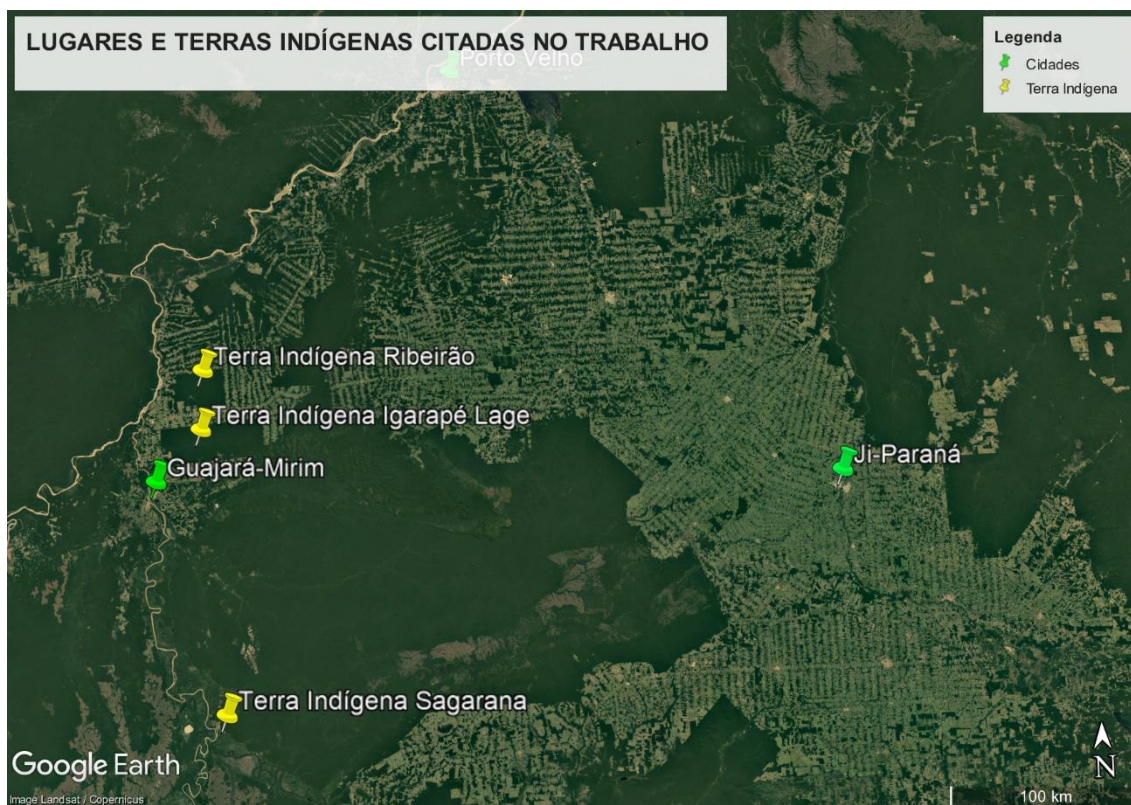 LUGARES E TERRAS INDÍGENAS CITADAS NO TRABALHO
Porto Velho
Legenda
Cidades
Terra Indígena
Terra Indígena Ribeirão
Terra Indígena Igarapé Lage
Guajará-Mirim
Ji-Paraná
Terra Indígena Sagarana
Google Earth
Image Landsat / Copernicus
N
100 km